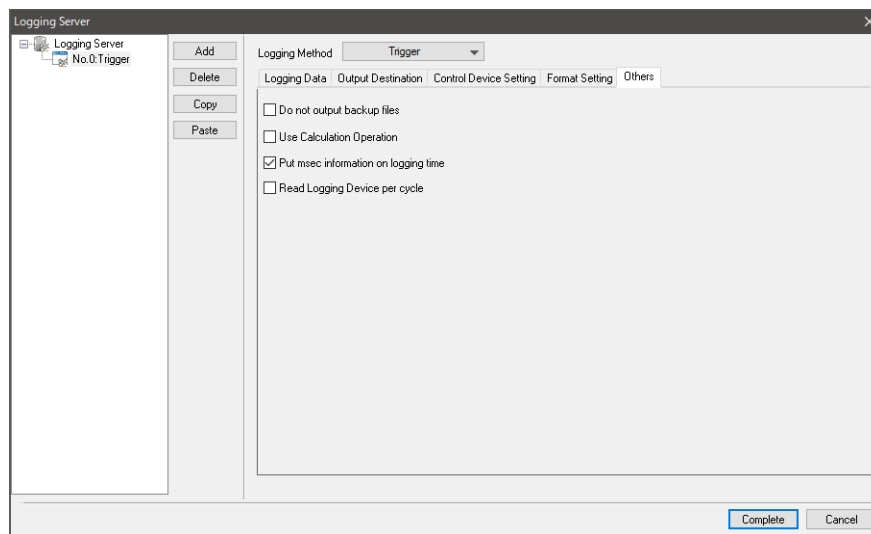 Logging Server
Logging Server
No.0:Trigger
Add
Delete
Copy
Paste
Logging Method Trigger
Logging Data Output Destination Control Device Setting Format Setting Others
Do not output backup files
Use Calculation Operation
Put msec information on logging time
Read Logging Device per cycle
Complete Cancel